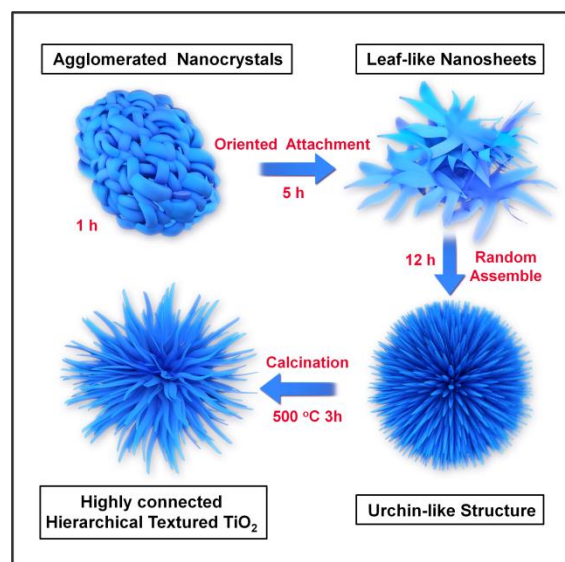 Agglomerated Nanocrystals
Leaf-like Nanosheets
Oriented Attachment
5 h
1 h
12 h
Random
Assemble
Calcination
500 °C 3h
Highly connected
Hierarchical Textured TiO₂
Urchin-like Structure